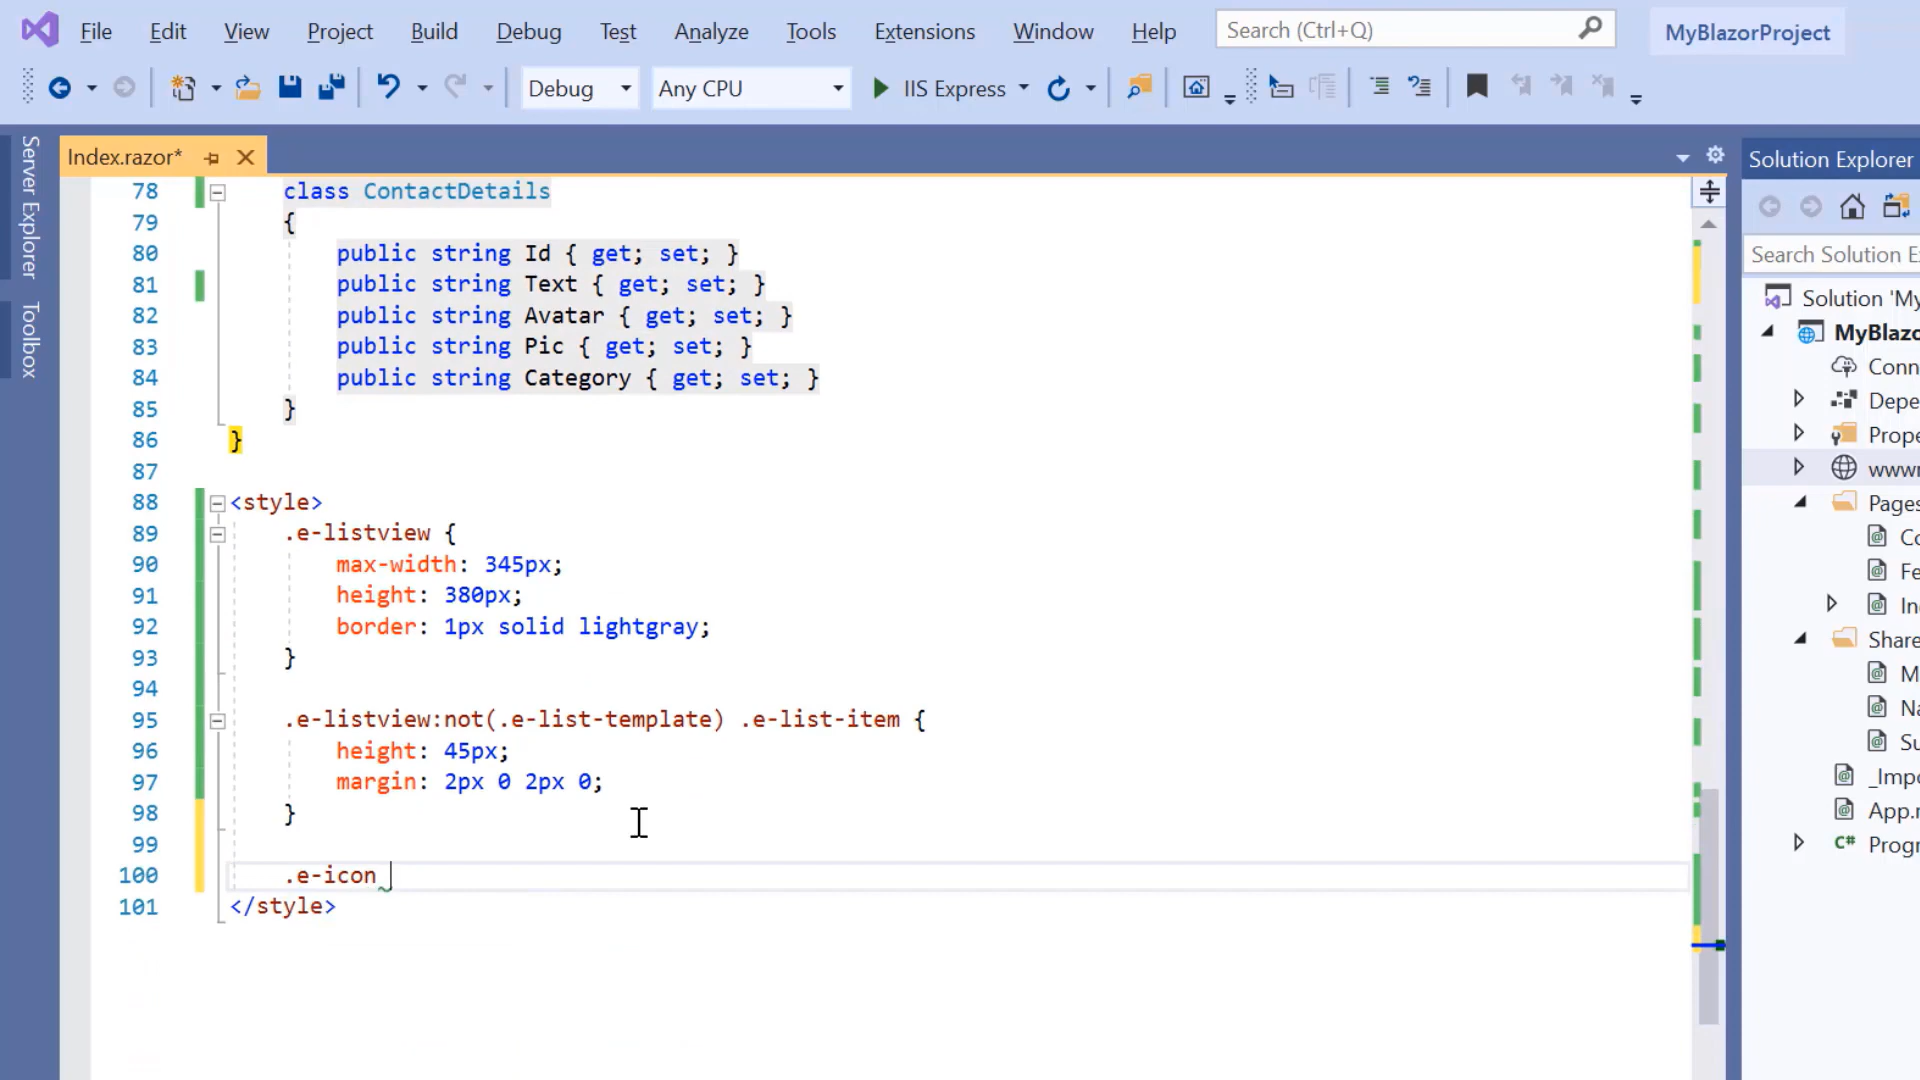 File Edit View Project Build Debug Test Analyze Tools Extensions Window Help Search (Ctrl+Q) MyBlazorProject
Debug Any CPU IIS Express
Server Explorer
Toolbox
Index.razor*
78 class ContactDetails
79 {
80 public string Id { get; set; }
81 public string Text { get; set; }
82 public string Avatar { get; set; }
83 public string Pic { get; set; }
84 public string Category { get; set; }
85 }
86 }
87
88 <style>
89 .e-listview {
90 max-width: 345px;
91 height: 380px;
92 border: 1px solid lightgray;
93 }
94
95 .e-listview:not(.e-list-template) .e-list-item {
96 height: 45px;
97 margin: 2px 0 2px 0;
98 }
99
100 .e-icon
101 </style>
Solution Explorer
Search Solution E
Solution 'My
MyBlazo
Conn
Depe
Prope
wwwr
Pages
Co
Fe
In
Share
M
Na
Su
_Impo
App.r
C# Progr